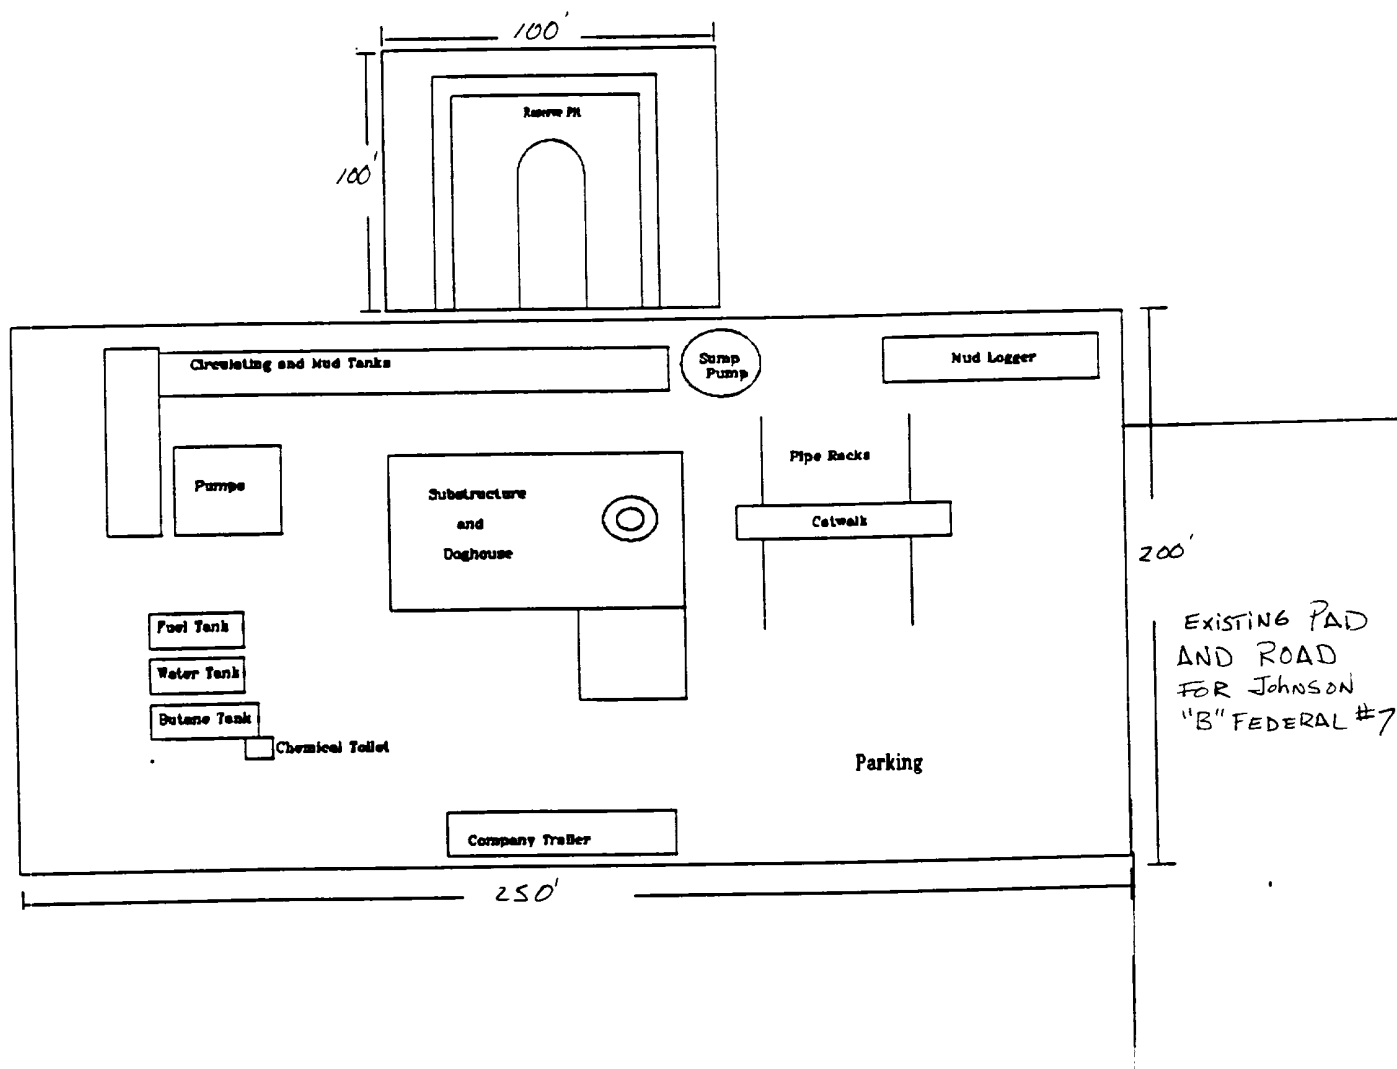 100'
Reserve Pit
100'
Circulating and Mud Tanks
Sump
Pump
Mud Logger
Pipe Racks
Pumps
Substructure
and
Doghouse
Catwalk
200'
Fuel Tank
Water Tank
Butane Tank
Chemical Toilet
EXISTING PAD
AND ROAD
FOR JOHNSON
"B" FEDERAL #7
Parking
Company Trailer
250'